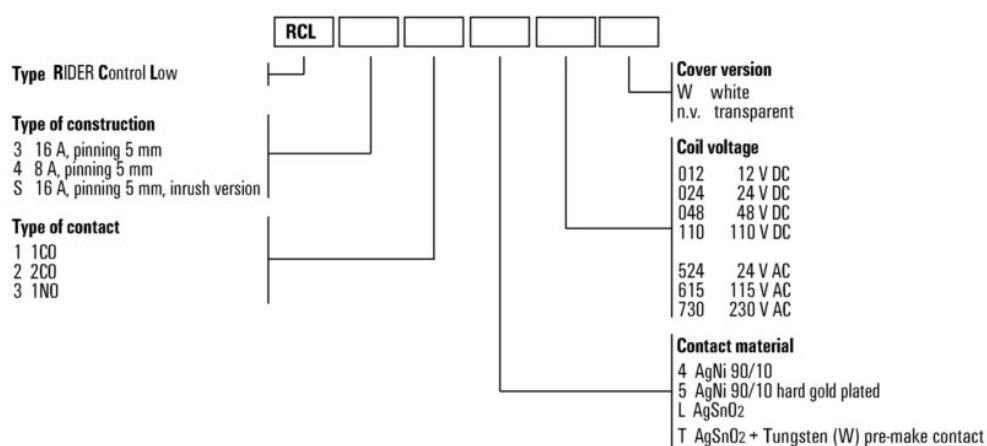 RCL
Type RIDER Control Low
Type of construction
3 16 A, pinning 5 mm
4 8 A, pinning 5 mm
S 16 A, pinning 5 mm, inrush version
Type of contact
1 1CO
2 2CO
3 1NO
Cover version
W white
n.v. transparent
Coil voltage
012 12 V DC
024 24 V DC
048 48 V DC
110 110 V DC
524 24 V AC
615 115 V AC
730 230 V AC
Contact material
4 AgNi 90/10
5 AgNi 90/10 hard gold plated
L AgSnO2
T AgSnO2 + Tungsten (W) pre-make contact